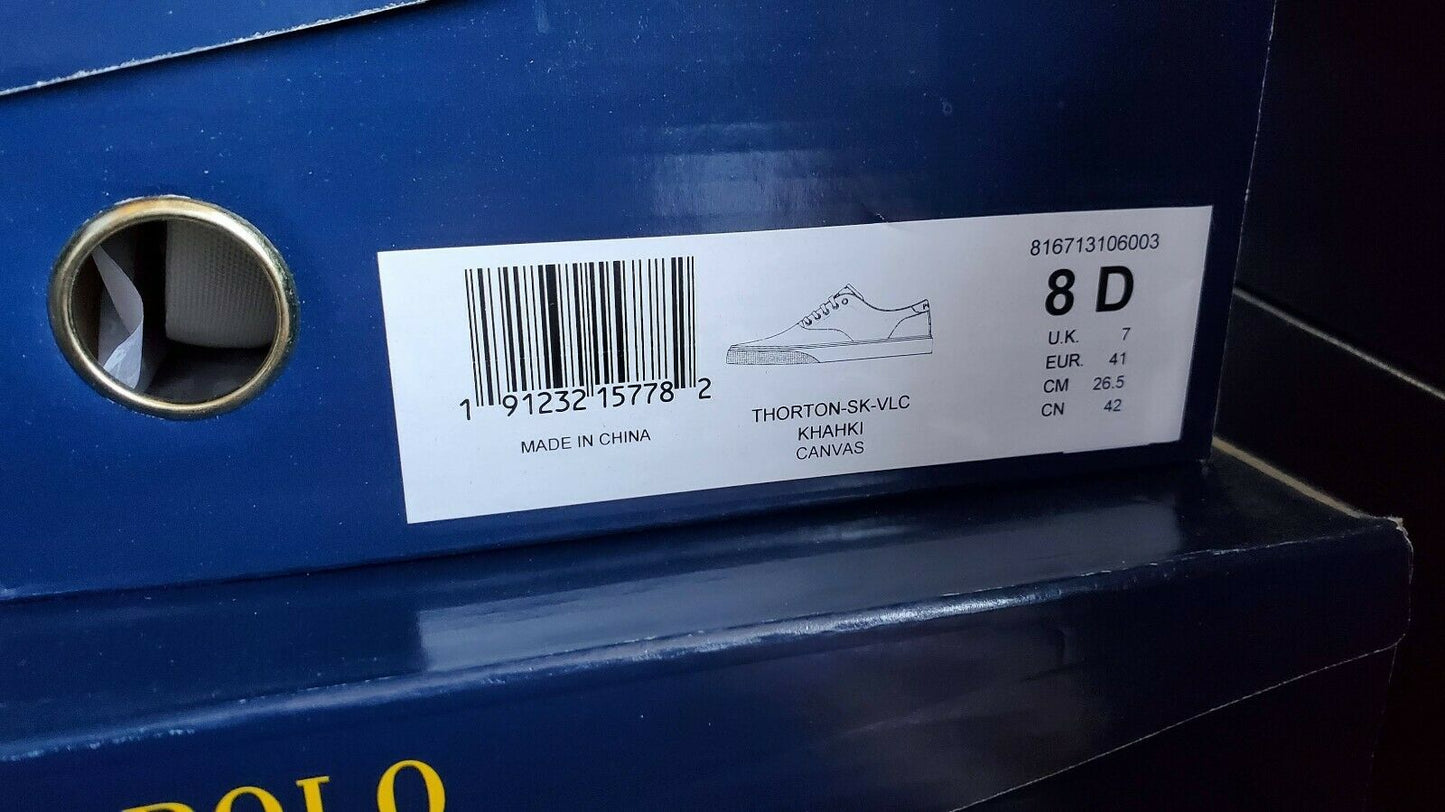 816713106003
8 D
U.K. 7
EUR. 41
CM 26.5
CN 42
1 91232 15778 2
MADE IN CHINA
THORTON-SK-VLC
KHAHKI
CANVAS
POLO